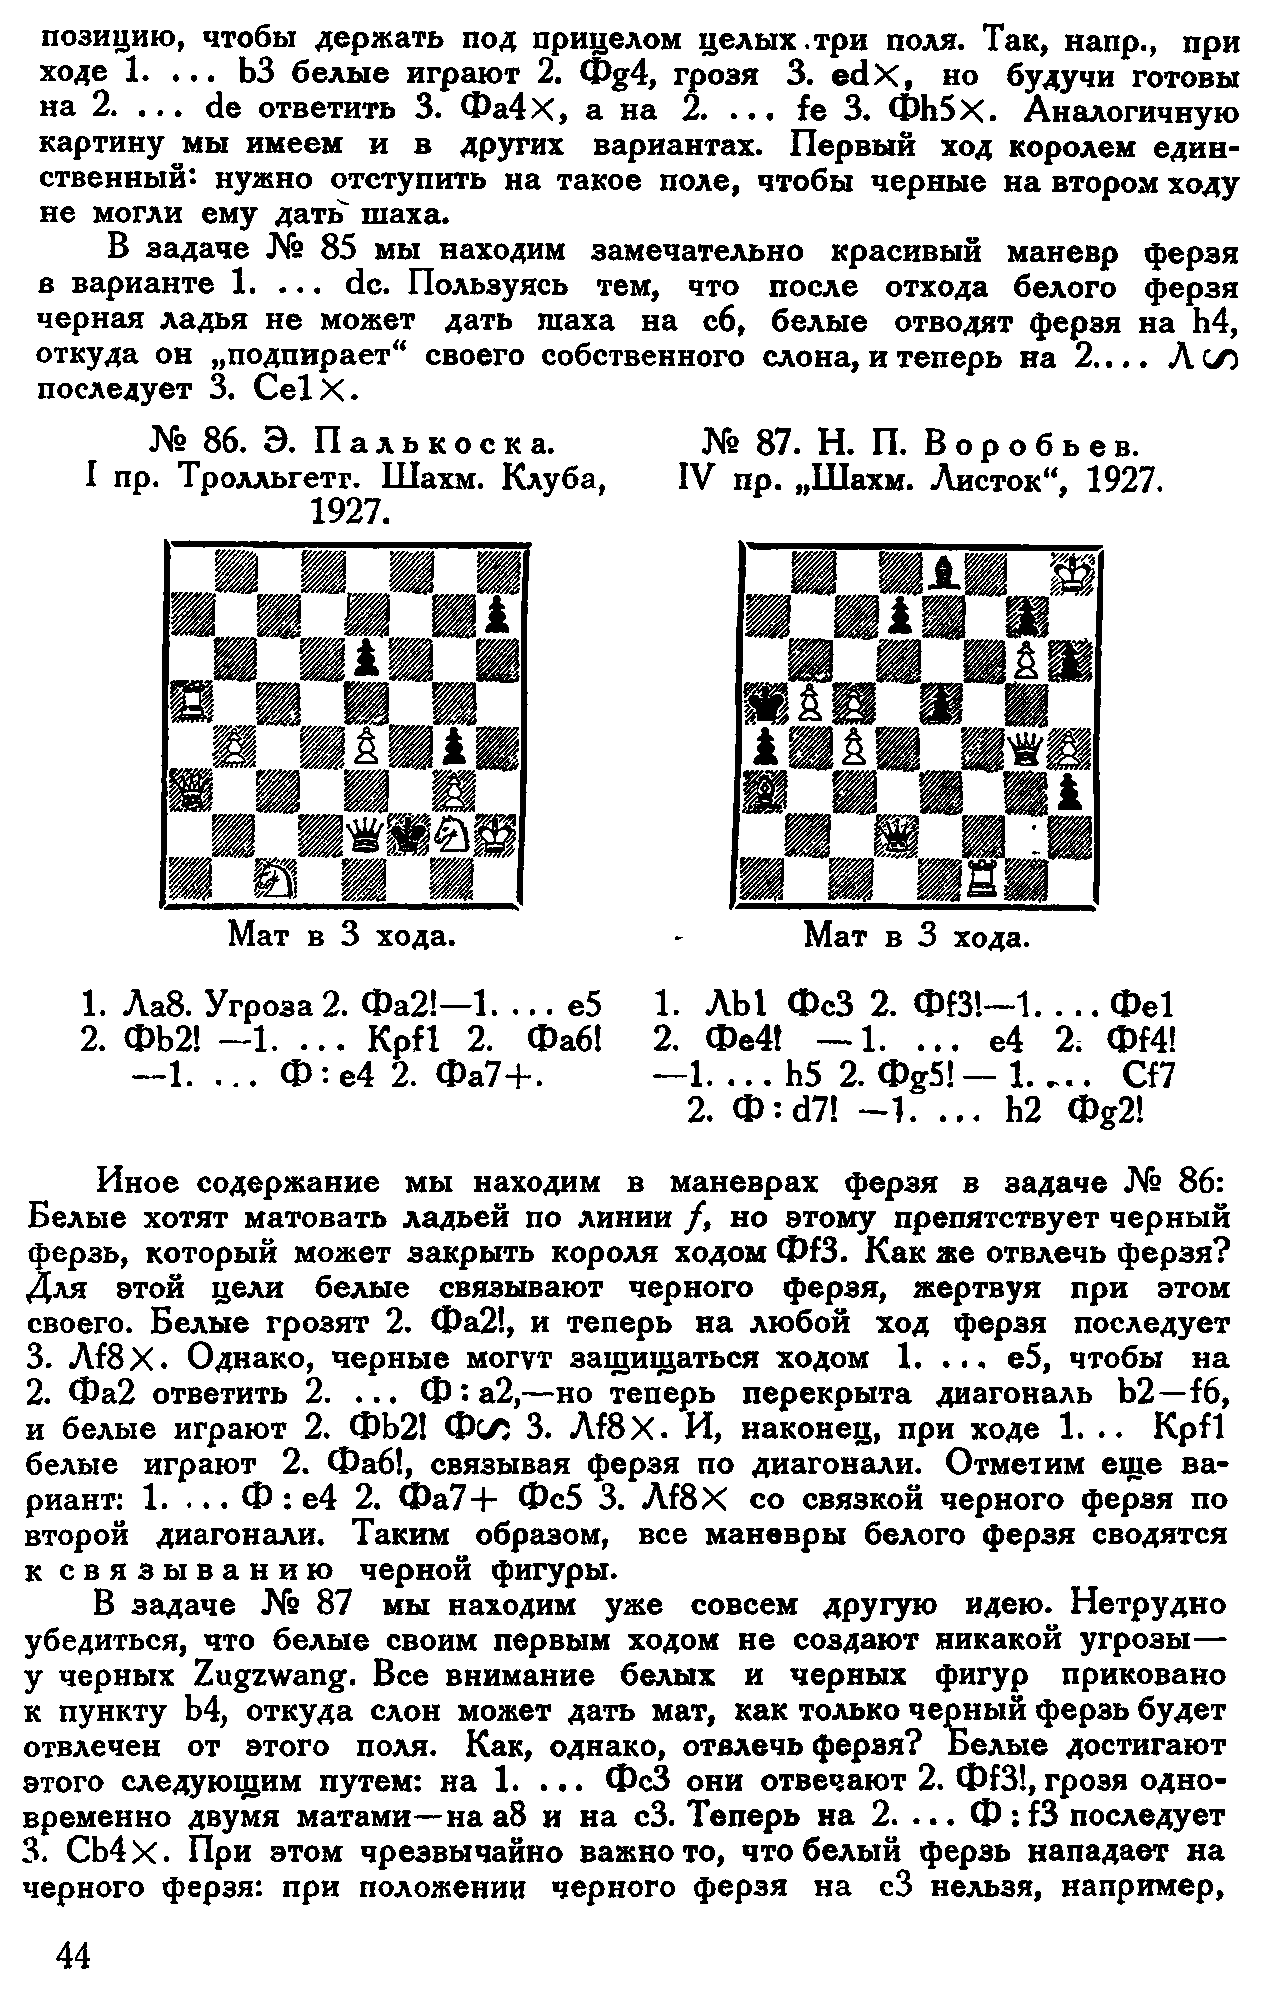 позицию, чтобы держать под прицелом целых три поля. Так, напр., при
ходе 1. ... b3 белые играют 2. Фg4, грозя 3. edX, но будучи готовы
на 2. ... de ответить 3. Фa4X, а на 2. ... fe 3. Фh5X. Аналогичную
картину мы имеем и в других вариантах. Первый ход королем един-
ственный: нужно отступить на такое поле, чтобы черные на втором ходу
не могли ему дать шаха.
В задаче № 85 мы находим замечательно красивый маневр ферзя
в варианте 1. ... dc. Пользуясь тем, что после отхода белого ферзя
черная ладья не может дать шаха на c6, белые отводят ферзя на h4,
откуда он „подпирает“ своего собственного слона, и теперь на 2.... Л ∽
последует 3. Ce1X.
№ 86. Э. Палькоска.
I пр. Тролльгетг. Шахм. Клуба,
1927.
Мат в 3 хода.
1. Лa8. Угроза 2. Фa2!—1. ... e5
2. Фb2! —1. ... Kpf1 2. Фa6!
—1. ... Ф:e4 2. Фa7+.
№ 87. Н. П. Воробьев.
IV пр. „Шахм. Листок“, 1927.
Мат в 3 хода.
1. Лb1 Фc3 2. Фf3!—1. ... Фe1
2. Фe4! —1. ... e4 2. Фf4!
—1. ... h5 2. Фg5! — 1. ... Cf7
2. Ф:d7! —1. ... h2 Фg2!
Иное содержание мы находим в маневрах ферзя в задаче № 86:
Белые хотят матовать ладьей по линии f, но этому препятствует черный
ферзь, который может закрыть короля ходом Фf3. Как же отвлечь ферзя?
Для этой цели белые связывают черного ферзя, жертвуя при этом
своего. Белые грозят 2. Фa2!, и теперь на любой ход ферзя последует
3. Лf8X. Однако, черные могут защищаться ходом 1. ... e5, чтобы на
2. Фa2 ответить 2. ... Ф:a2,—но теперь перекрыта диагональ b2—f6,
и белые играют 2. Фb2! Ф∽ 3. Лf8X. И, наконец, при ходе 1. .. Kpf1
белые играют 2. Фa6!, связывая ферзя по диагонали. Отметим еще ва-
риант: 1. ... Ф:e4 2. Фa7+ Фc5 3. Лf8X со связкой черного ферзя по
второй диагонали. Таким образом, все маневры белого ферзя сводятся
к связыванию черной фигуры.
В задаче № 87 мы находим уже совсем другую идею. Нетрудно
убедиться, что белые своим первым ходом не создают никакой угрозы—
у черных Zugzwang. Все внимание белых и черных фигур приковано
к пункту b4, откуда слон может дать мат, как только черный ферзь будет
отвлечен от этого поля. Как, однако, отвлечь ферзя? Белые достигают
этого следующим путем: на 1. ... Фc3 они отвечают 2. Фf3!, грозя одно-
временно двумя матами—на a8 и на c3. Теперь на 2. ... Ф:f3 последует
3. Cb4X. При этом чрезвычайно важно то, что белый ферзь нападает на
черного ферзя: при положении черного ферзя на c3 нельзя, например,
44